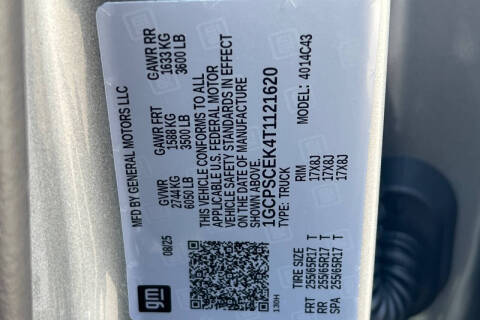 MFD BY GENERAL MOTORS LLC
08/25 GVWR GAWR FRT GAWR RR
2744 KG 1588 KG 1633 KG
6050 LB 3500 LB 3600 LB
THIS VEHICLE CONFORMS TO ALL
APPLICABLE U.S. FEDERAL MOTOR
VEHICLE SAFETY STANDARDS IN EFFECT
ON THE DATE OF MANUFACTURE
SHOWN ABOVE.
1GCPSCEK4T1121620
TYPE: TRUCK MODEL: 4014C43
TIRE SIZE RIM
FRT 255/65R17 T 17X8J
RR 255/65R17 T 17X8J
SPA 255/65R17 T 17X8J
gm
130H